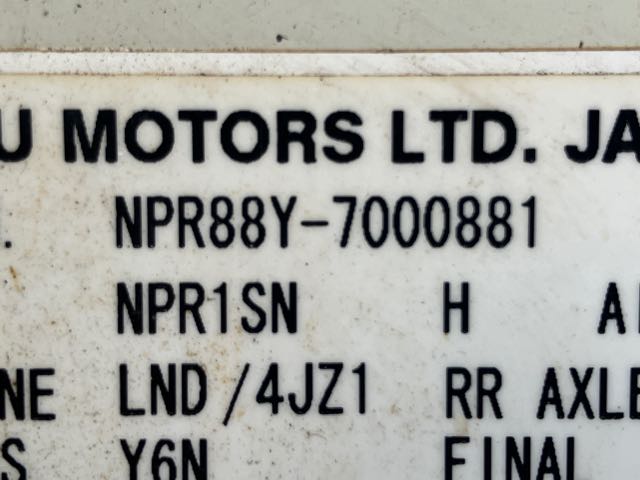 U MOTORS LTD. JA
. NPR88Y-7000881
NPR1SN H A
NE LND/4JZ1 RR AXLE
S Y6N FINAL